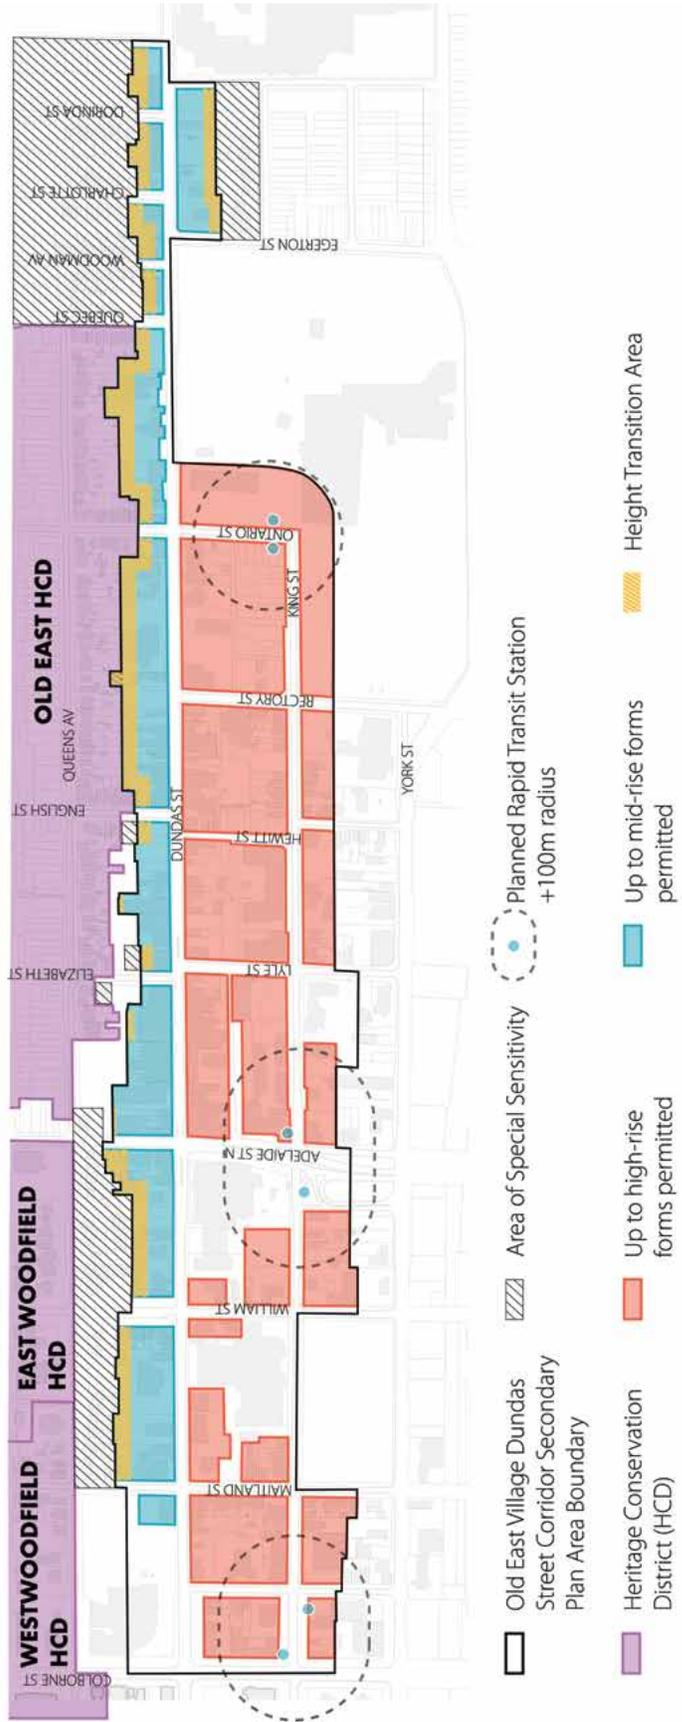 WESTWOODFIELD
HCD
EAST WOODFIELD
HCD
OLD EAST HCD
COLBORNE ST
MAITLAND ST
WILLIAM ST
ADELAIDE ST N
ELIZABETH ST
LYLE ST
ENGLISH ST
HEWITT ST
QUEENS AV
DUNDAS ST
RECTORY ST
KING ST
ONTARIO ST
YORK ST
QUEBEC ST
WOODMAN AV
CHARLOTTE ST
DORINDA ST
EGERTON ST
Old East Village Dundas
Street Corridor Secondary
Plan Area Boundary
Area of Special Sensitivity
Planned Rapid Transit Station
+100m radius
Heritage Conservation
District (HCD)
Up to high-rise
forms permitted
Up to mid-rise forms
permitted
Height Transition Area